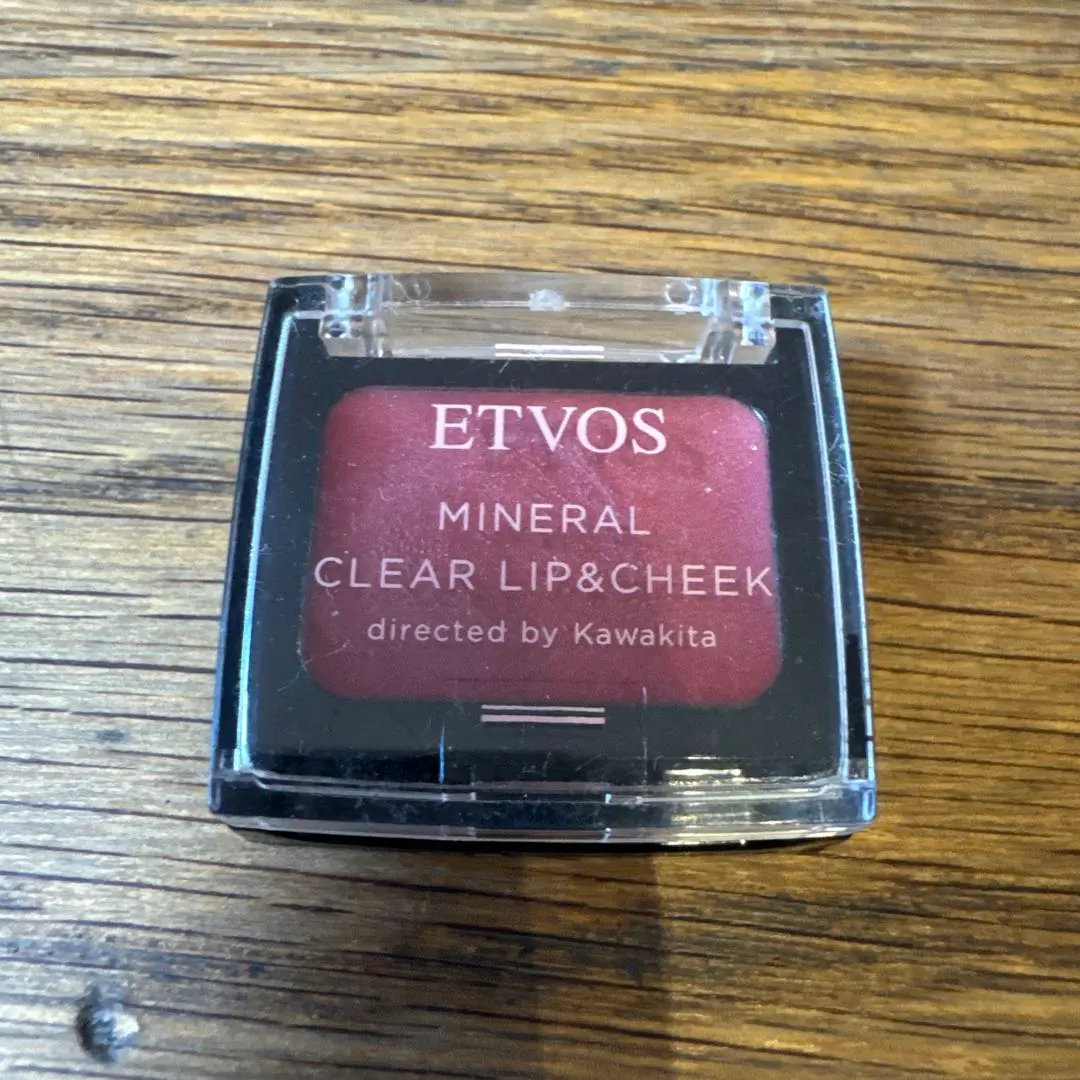 ETVOS
MINERAL
CLEAR LIP&CHEEK
directed by Kawakita